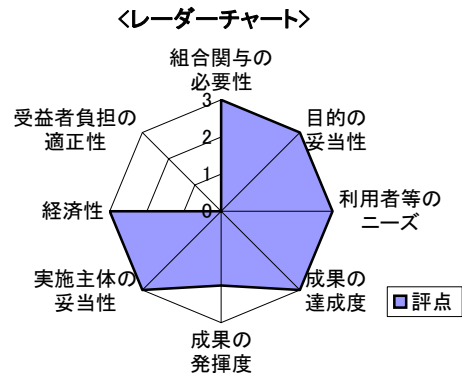 <レーダーチャート>
組合関与の
必要性
目的の
妥当性
利用者等の
ニーズ
成果の
達成度
成果の
発揮度
実施主体の
妥当性
経済性
受益者負担の
適正性
3
2
1
0
評点